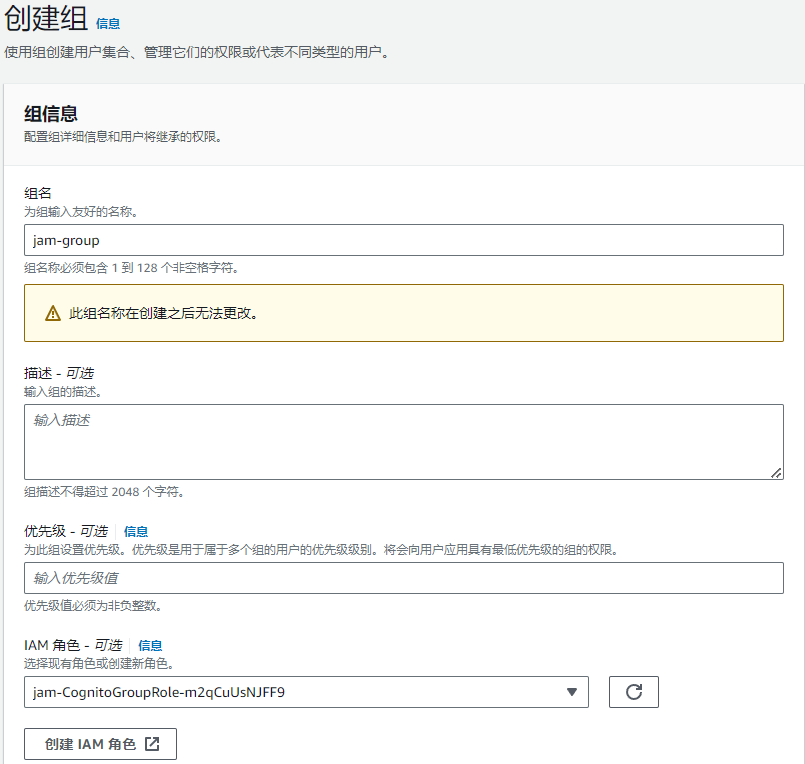 创建组 信息
使用组创建用户集合、管理它们的权限或代表不同类型的用户。
组信息
配置组详细信息和用户将继承的权限。
组名
为组输入友好的名称。
jam-group
组名称必须包含 1 到 128 个非空格字符。
此组名称在创建之后无法更改。
描述 - 可选
输入组的描述。
输入描述
组描述不得超过 2048 个字符。
优先级 - 可选 信息
为此组设置优先级。优先级是用于属于多个组的用户的优先级级别。将会向用户应用具有最低优先级的组的权限。
输入优先级值
优先级值必须为非负整数。
IAM 角色 - 可选 信息
选择现有角色或创建新角色。
jam-CognitoGroupRole-m2qCuUsNJFF9
创建 IAM 角色